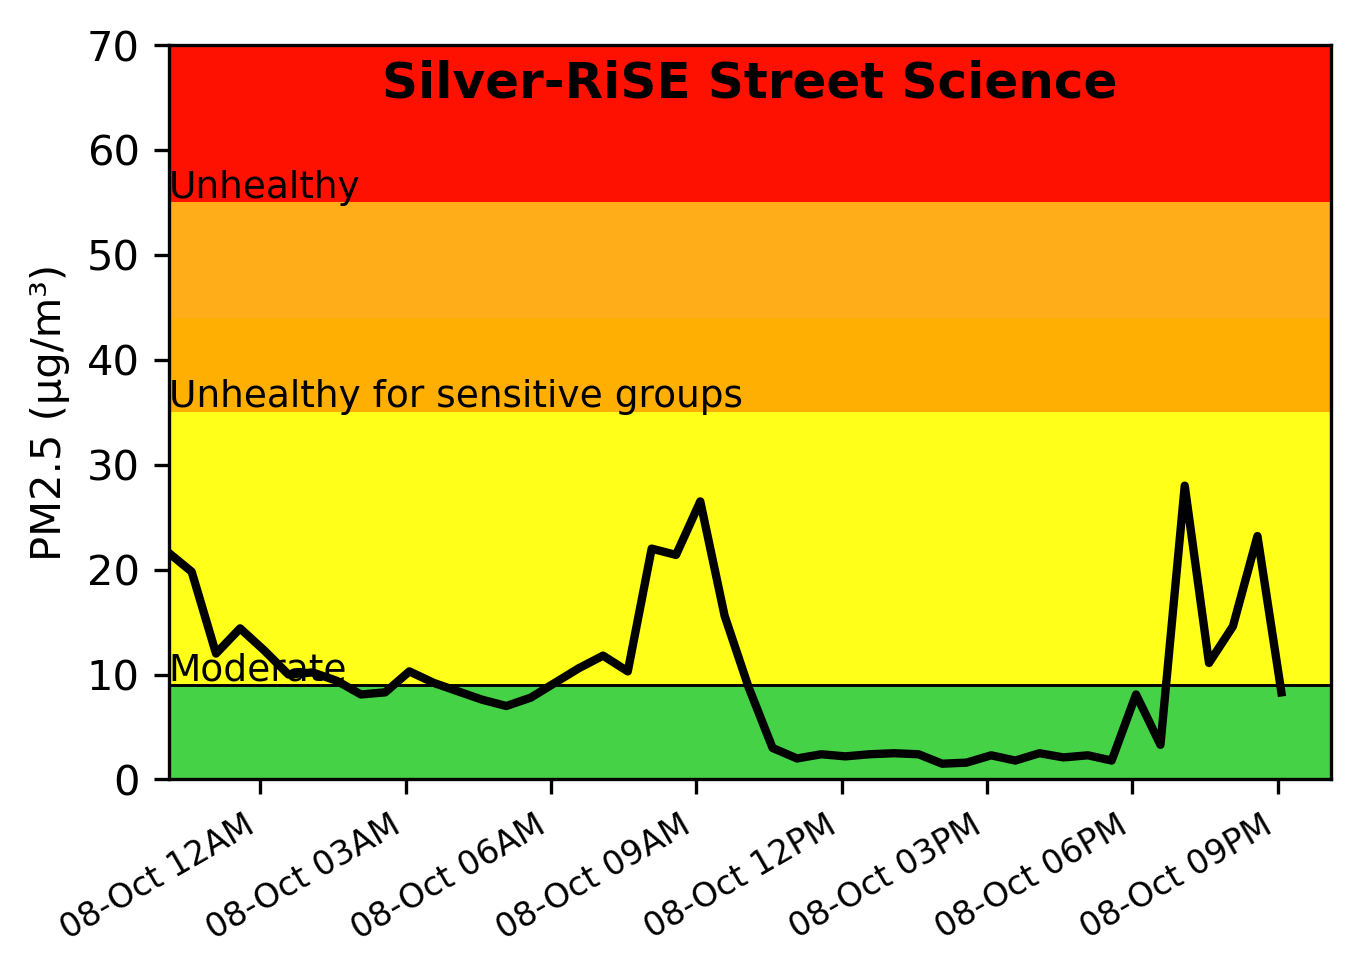 Silver-RiSE Street Science
PM2.5 (μg/m³)
70
60
50
40
30
20
10
0
Unhealthy
Unhealthy for sensitive groups
Moderate
08-Oct 12AM
08-Oct 03AM
08-Oct 06AM
08-Oct 09AM
08-Oct 12PM
08-Oct 03PM
08-Oct 06PM
08-Oct 09PM